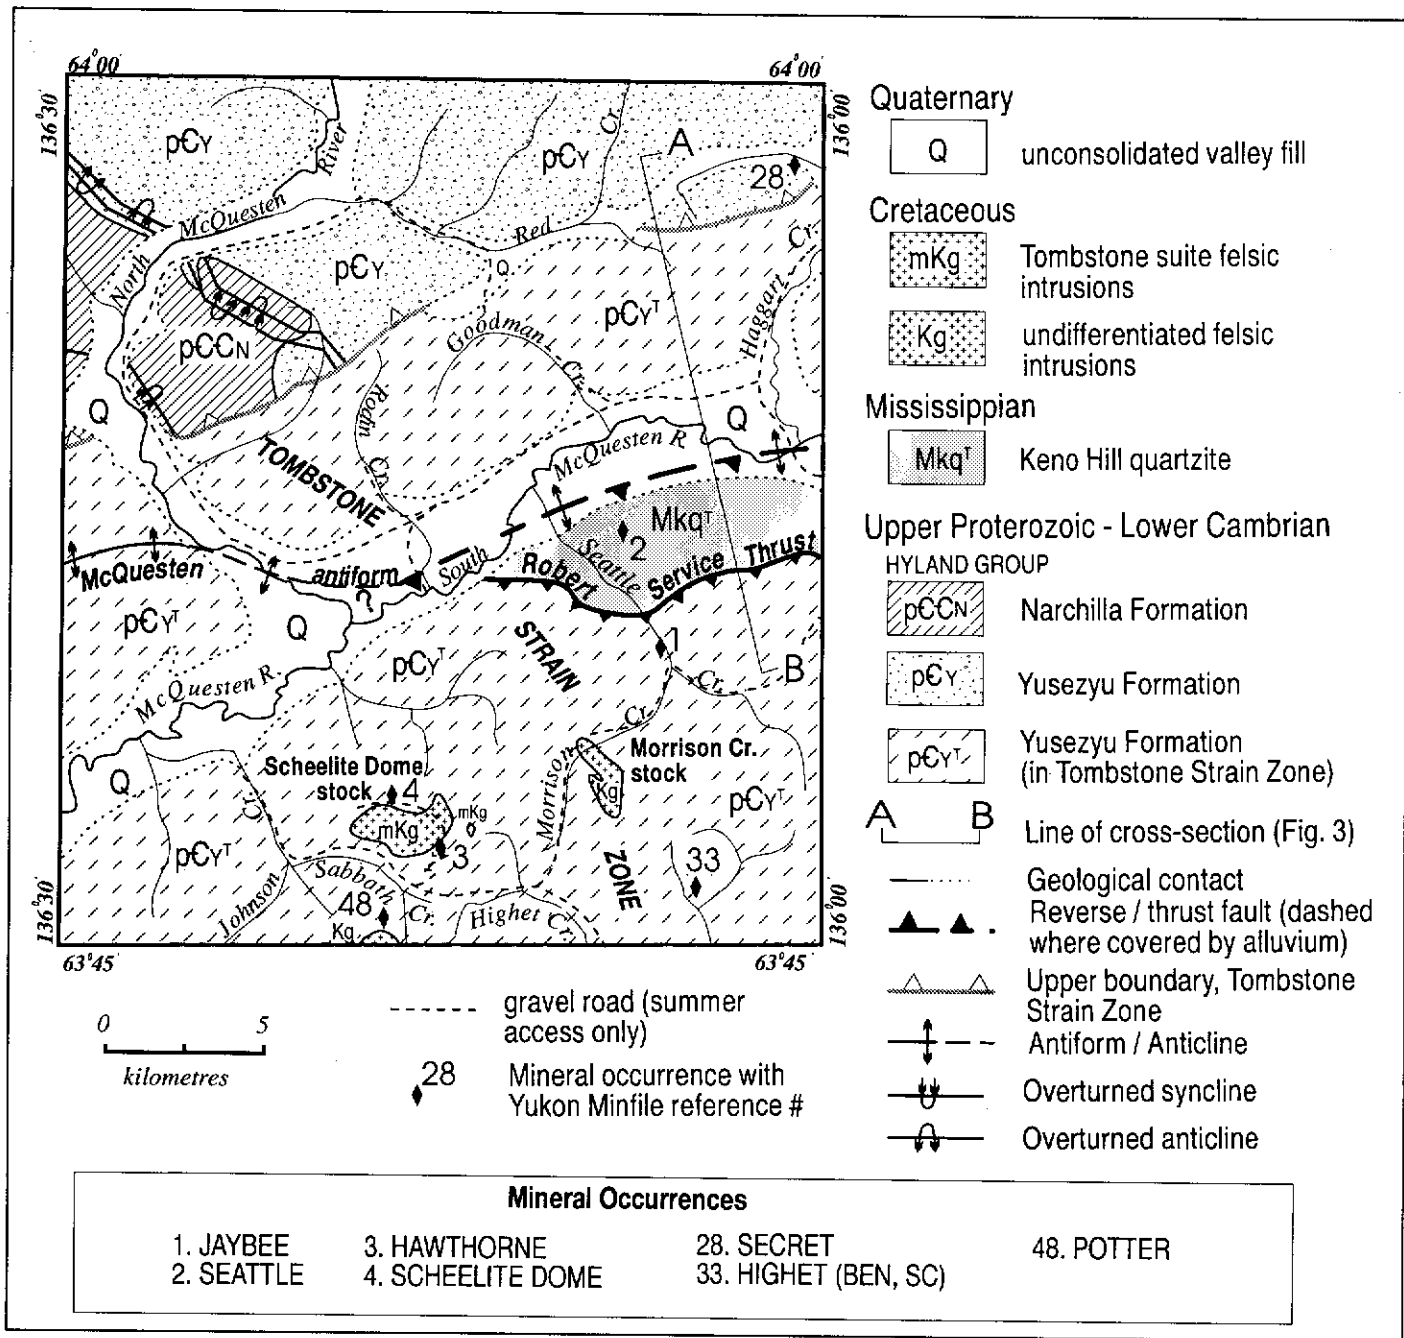 64°00'
64°00'
136°30'
136°00'
pЄY
River
pЄY
Cr.
A
28
McQuesten
Red
North
pЄY
Q
Cr.
Haggart
pЄYᵀ
Goodman
Cr.
pЄЄN
Rodin
Cr.
Q
Q
TOMBSTONE
McQuesten R
Mkqᵀ
2
McQuesten
antiform
?
South
Robert
Seattle
Service
Thrust
pЄYᵀ
Q
STRAIN
1
pЄYᵀ
Cr.
B
McQuesten R.
Cr.
Q
Scheelite Dome
stock
4
Morrison Cr.
stock
Kg
Morrison
mKg
mKg
3
pЄYᵀ
Cr.
pЄYᵀ
33
ZONE
Sabbath
Cr.
Johnson
48
Kg
Highet
Cr.
136°30'
136°00'
63°45'
63°45'
0 5
kilometres
gravel road (summer
access only)
28
Mineral occurrence with
Yukon Minfile reference #
Quaternary
Q unconsolidated valley fill
Cretaceous
mKg Tombstone suite felsic
intrusions
Kg undifferentiated felsic
intrusions
Mississippian
Mkqᵀ Keno Hill quartzite
Upper Proterozoic - Lower Cambrian
HYLAND GROUP
pЄЄN Narchilla Formation
pЄY Yusezyu Formation
pЄYᵀ Yusezyu Formation
(in Tombstone Strain Zone)
A B Line of cross-section (Fig. 3)
Geological contact
Reverse / thrust fault (dashed
where covered by alluvium)
Upper boundary, Tombstone
Strain Zone
Antiform / Anticline
Overturned syncline
Overturned anticline
Mineral Occurrences
1. JAYBEE 3. HAWTHORNE 28. SECRET 48. POTTER
2. SEATTLE 4. SCHEELITE DOME 33. HIGHET (BEN, SC)